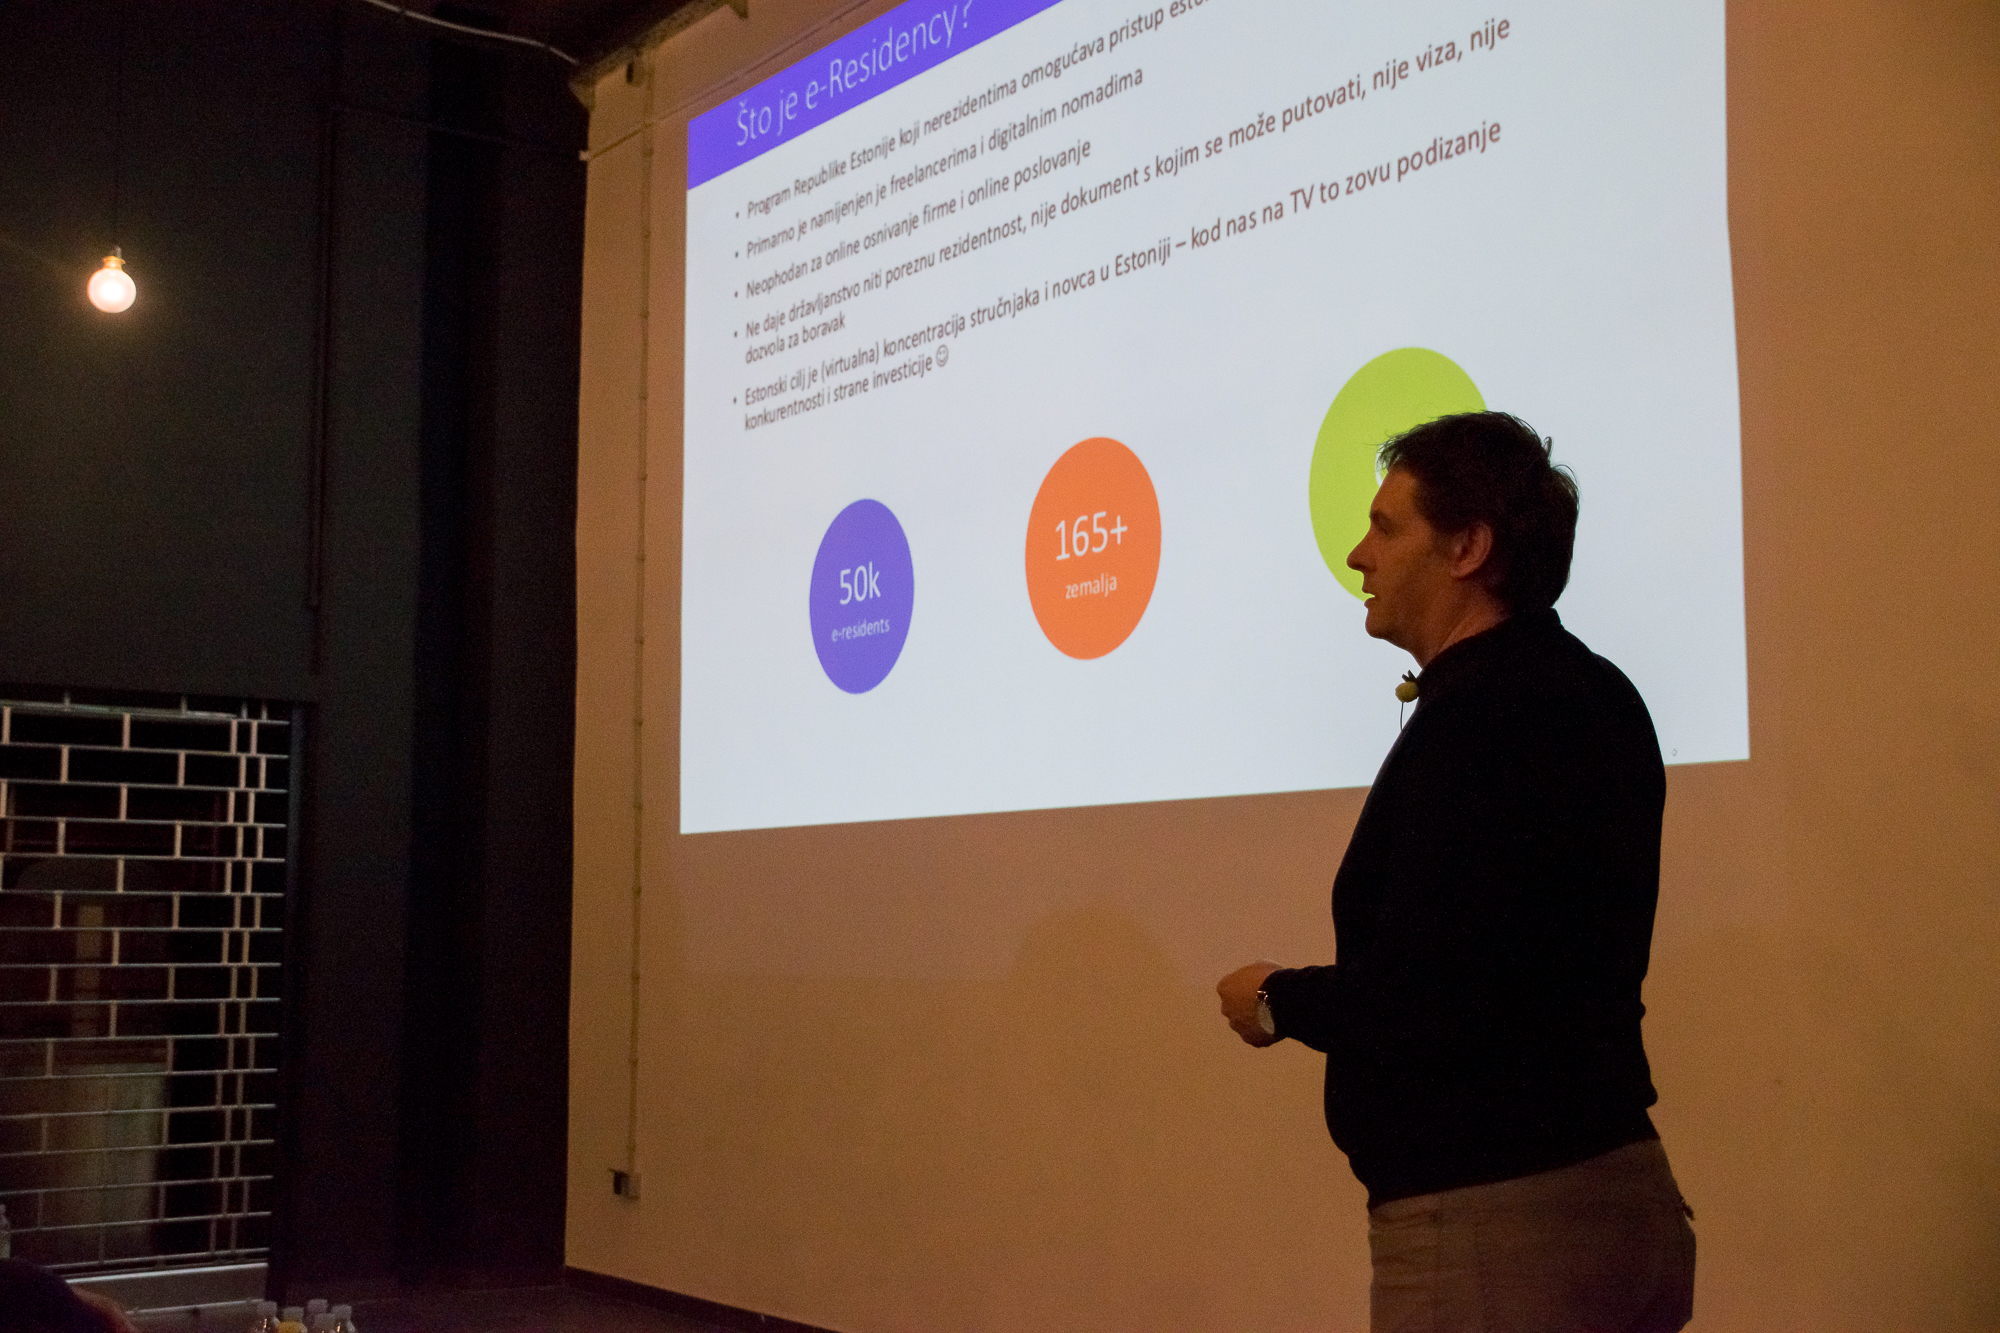 Što je e-Residency?
• Program Republike Estonije koji nerezidentima omogućava pristup
• Primarno je namijenjen je freelancerima i digitalnim nomadima
• Neophodan za online osnivanje firme i online poslovanje
• Ne daje državljanstvo niti poreznu rezidentnost, nije dokument s kojim se može putovati, nije viza, nije
dozvola za boravak
• Estonski cilj je (virtualna) koncentracija stručnjaka i novca u Estoniji – kod nas na TV to zovu podizanje
konkurentnosti i strane investicije ☺
50k
e-residents
165+
zemalja